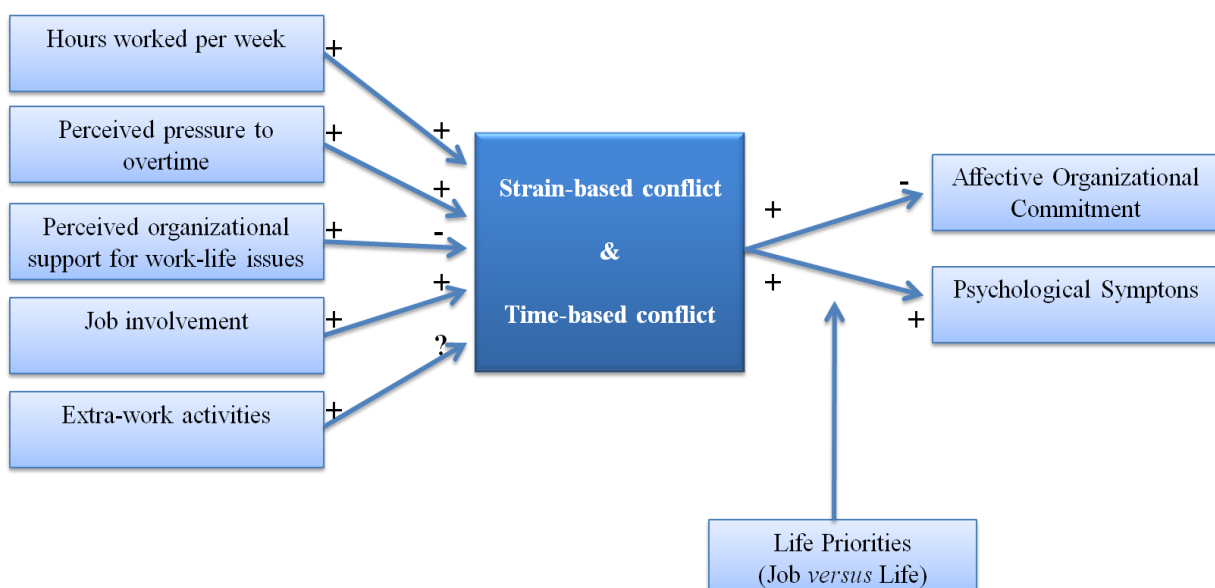 Hours worked per week
+
+
Perceived pressure to
overtime
+
+
Perceived organizational
support for work-life issues
+
-
Job involvement
+
+
Extra-work activities
+
?
Strain-based conflict
&
Time-based conflict
+
+
-
Affective Organizational
Commitment
Psychological Symptons
+
Life Priorities
(Job versus Life)